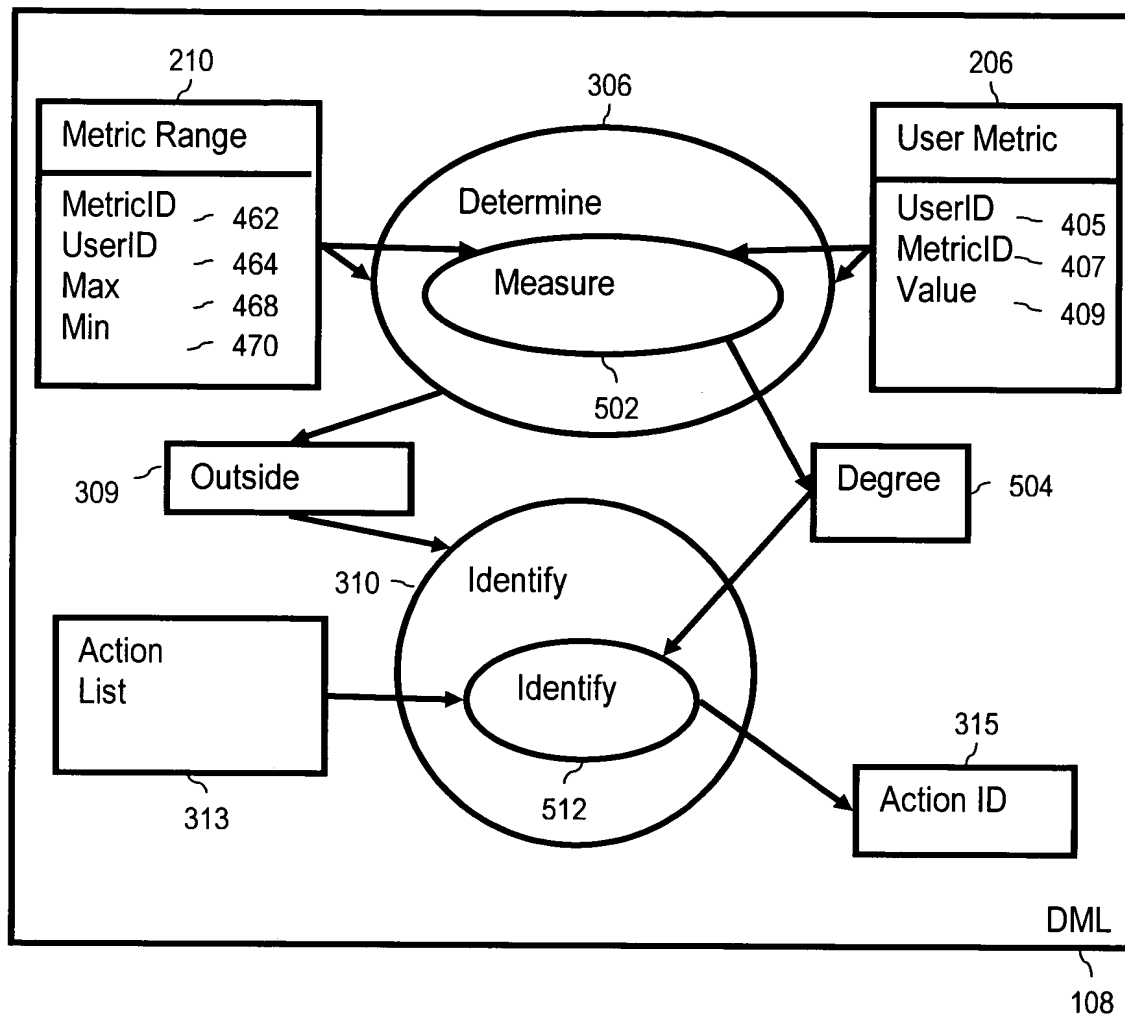 210
306
206
Metric Range
User Metric
Determine
MetricID
462
UserID
464
Max
468
Min
470
Measure
UserID
405
MetricID
407
Value
409
502
309
Outside
Degree
504
310
Identify
Action
List
Identify
313
512
315
Action ID
DML
108